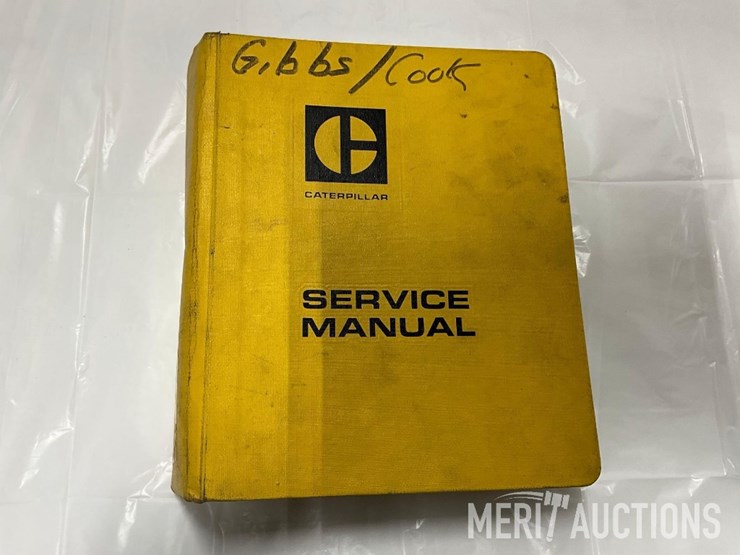 Gibbs/Cook
CATERPILLAR
SERVICE
MANUAL
MERIT AUCTIONS